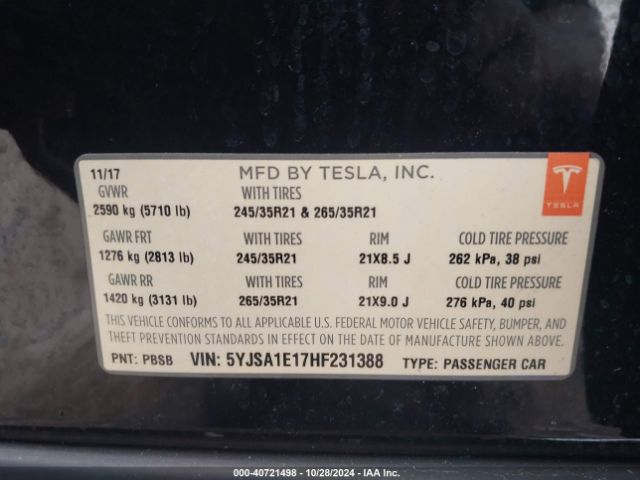 11/17 MFD BY TESLA, INC.
GVWR WITH TIRES
TESLA
2590 kg (5710 lb) 245/35R21 & 265/35R21
GAWR FRT WITH TIRES RIM COLD TIRE PRESSURE
1276 kg (2813 lb) 245/35R21 21X8.5 J 262 kPa, 38 psi
GAWR RR WITH TIRES RIM COLD TIRE PRESSURE
1420 kg (3131 lb) 265/35R21 21X9.0 J 276 kPa, 40 psi
THIS VEHICLE CONFORMS TO ALL APPLICABLE U.S. FEDERAL MOTOR VEHICLE SAFETY, BUMPER, AND
THEFT PREVENTION STANDARDS IN EFFECT ON THE DATE OF MANUFACTURE SHOWN ABOVE.
PNT: PBSB VIN: 5YJSA1E17HF231388 TYPE: PASSENGER CAR
000-40721498 - 10/28/2024 - IAA Inc.